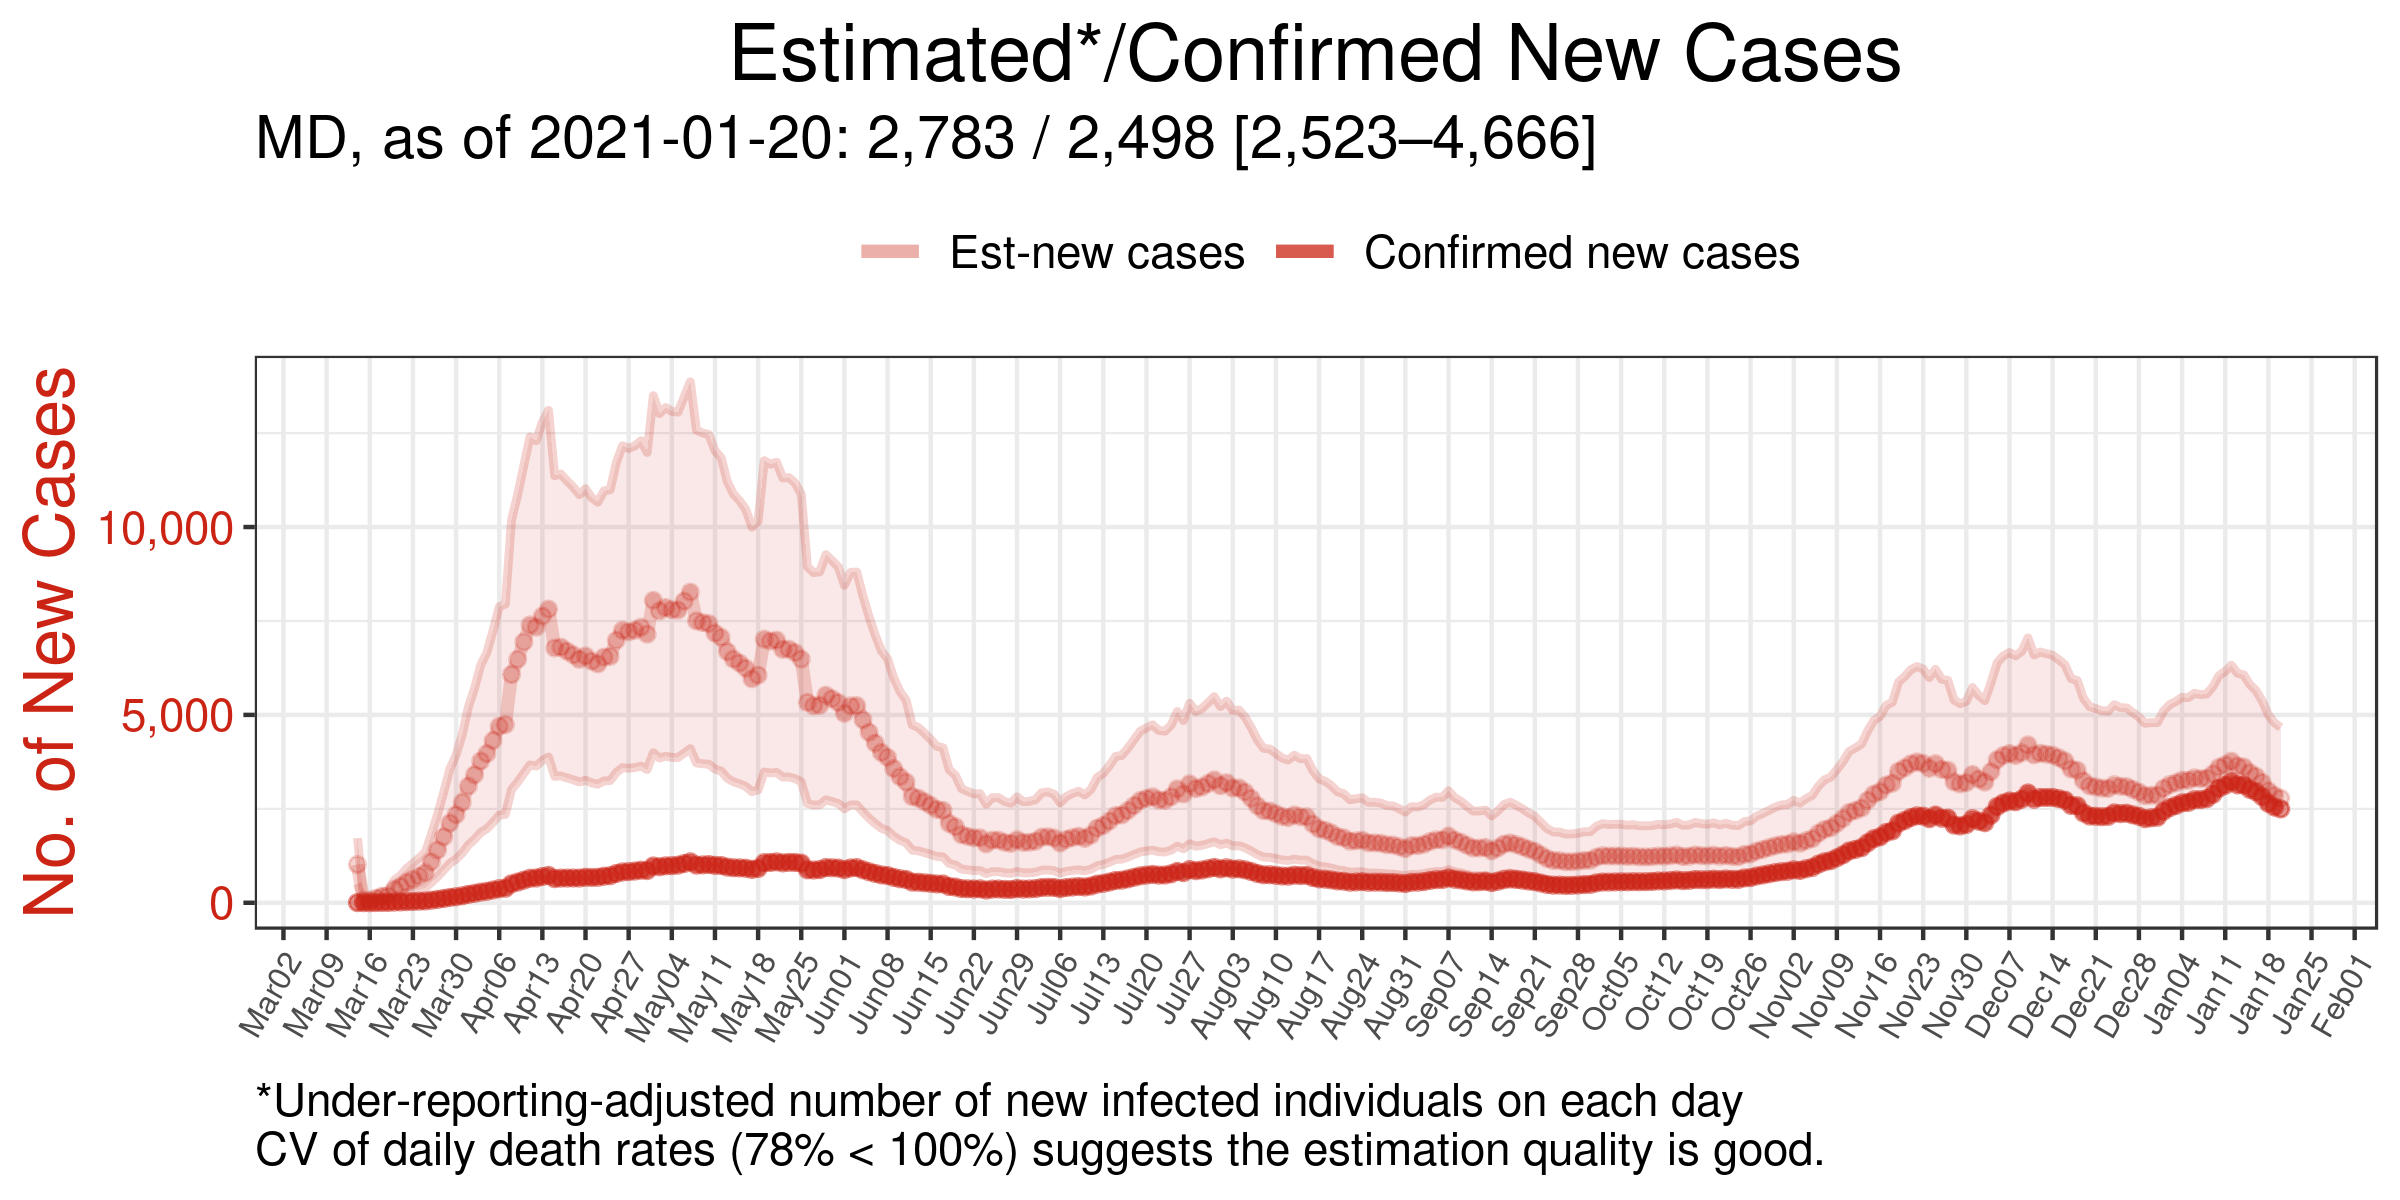 Estimated*/Confirmed New Cases
MD, as of 2021-01-20: 2,783 / 2,498 [2,523–4,666]
Est-new cases
Confirmed new cases
No. of New Cases
10,000
5,000
0
Mar02
Mar09
Mar16
Mar23
Mar30
Apr06
Apr13
Apr20
Apr27
May04
May11
May18
May25
Jun01
Jun08
Jun15
Jun22
Jun29
Jul06
Jul13
Jul20
Jul27
Aug03
Aug10
Aug17
Aug24
Aug31
Sep07
Sep14
Sep21
Sep28
Oct05
Oct12
Oct19
Oct26
Nov02
Nov09
Nov16
Nov23
Nov30
Dec07
Dec14
Dec21
Dec28
Jan04
Jan11
Jan18
Jan25
Feb01
*Under-reporting-adjusted number of new infected individuals on each day
CV of daily death rates (78% < 100%) suggests the estimation quality is good.